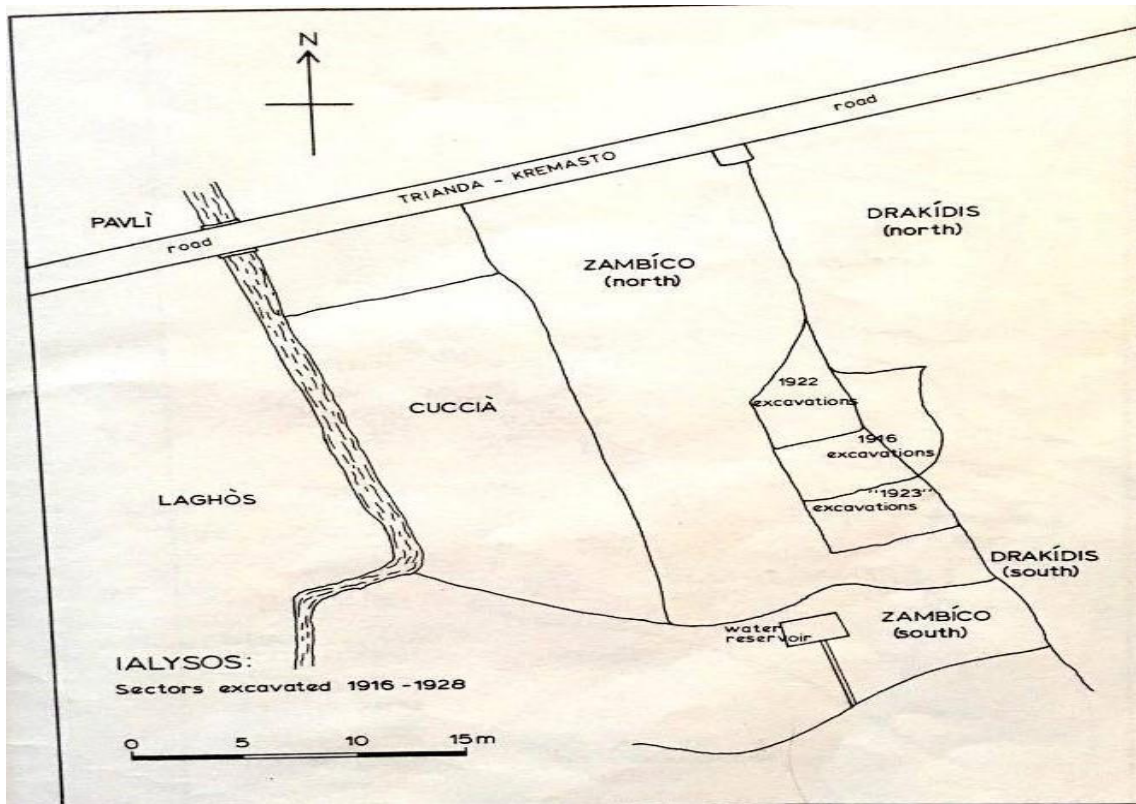 N
road
TRIANDA - KREMASTO
road
PAVLÌ
DRAKÍDIS
(north)
ZAMBÍCO
(north)
1922
excavations
CUCCIÀ
1916
excavations
LAGHÒS
"1923"
excavations
DRAKÍDIS
(south)
ZAMBÍCO
(south)
water
reservoir
IALYSOS:
Sectors excavated 1916-1928
0 5 10 15m